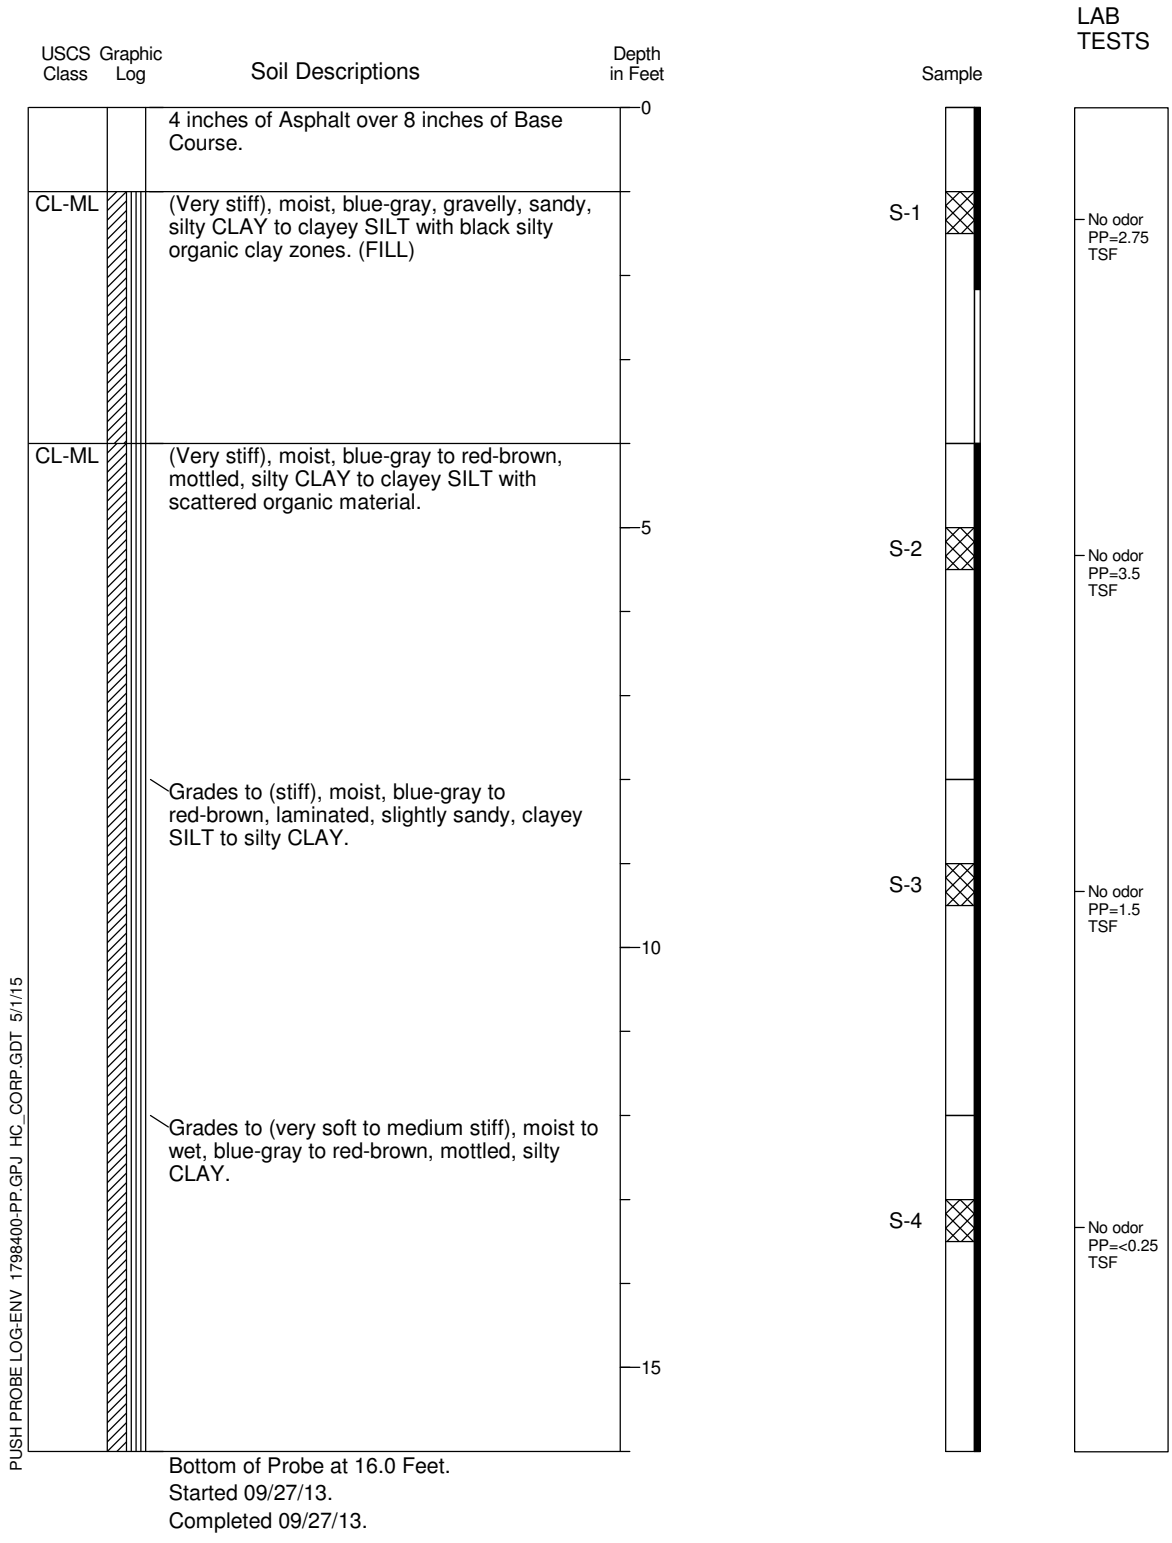 LAB
TESTS
USCS Graphic
Class Log
Soil Descriptions
Depth
in Feet
Sample
0
4 inches of Asphalt over 8 inches of Base
Course.
CL-ML
(Very stiff), moist, blue-gray, gravelly, sandy,
silty CLAY to clayey SILT with black silty
organic clay zones. (FILL)
S-1
No odor
PP=2.75
TSF
CL-ML
(Very stiff), moist, blue-gray to red-brown,
mottled, silty CLAY to clayey SILT with
scattered organic material.
5
S-2
No odor
PP=3.5
TSF
Grades to (stiff), moist, blue-gray to
red-brown, laminated, slightly sandy, clayey
SILT to silty CLAY.
S-3
No odor
PP=1.5
TSF
10
Grades to (very soft to medium stiff), moist to
wet, blue-gray to red-brown, mottled, silty
CLAY.
S-4
No odor
PP=<0.25
TSF
15
Bottom of Probe at 16.0 Feet.
Started 09/27/13.
Completed 09/27/13.
PUSH PROBE LOG-ENV 1798400-PP.GPJ HC_CORP.GDT 5/1/15